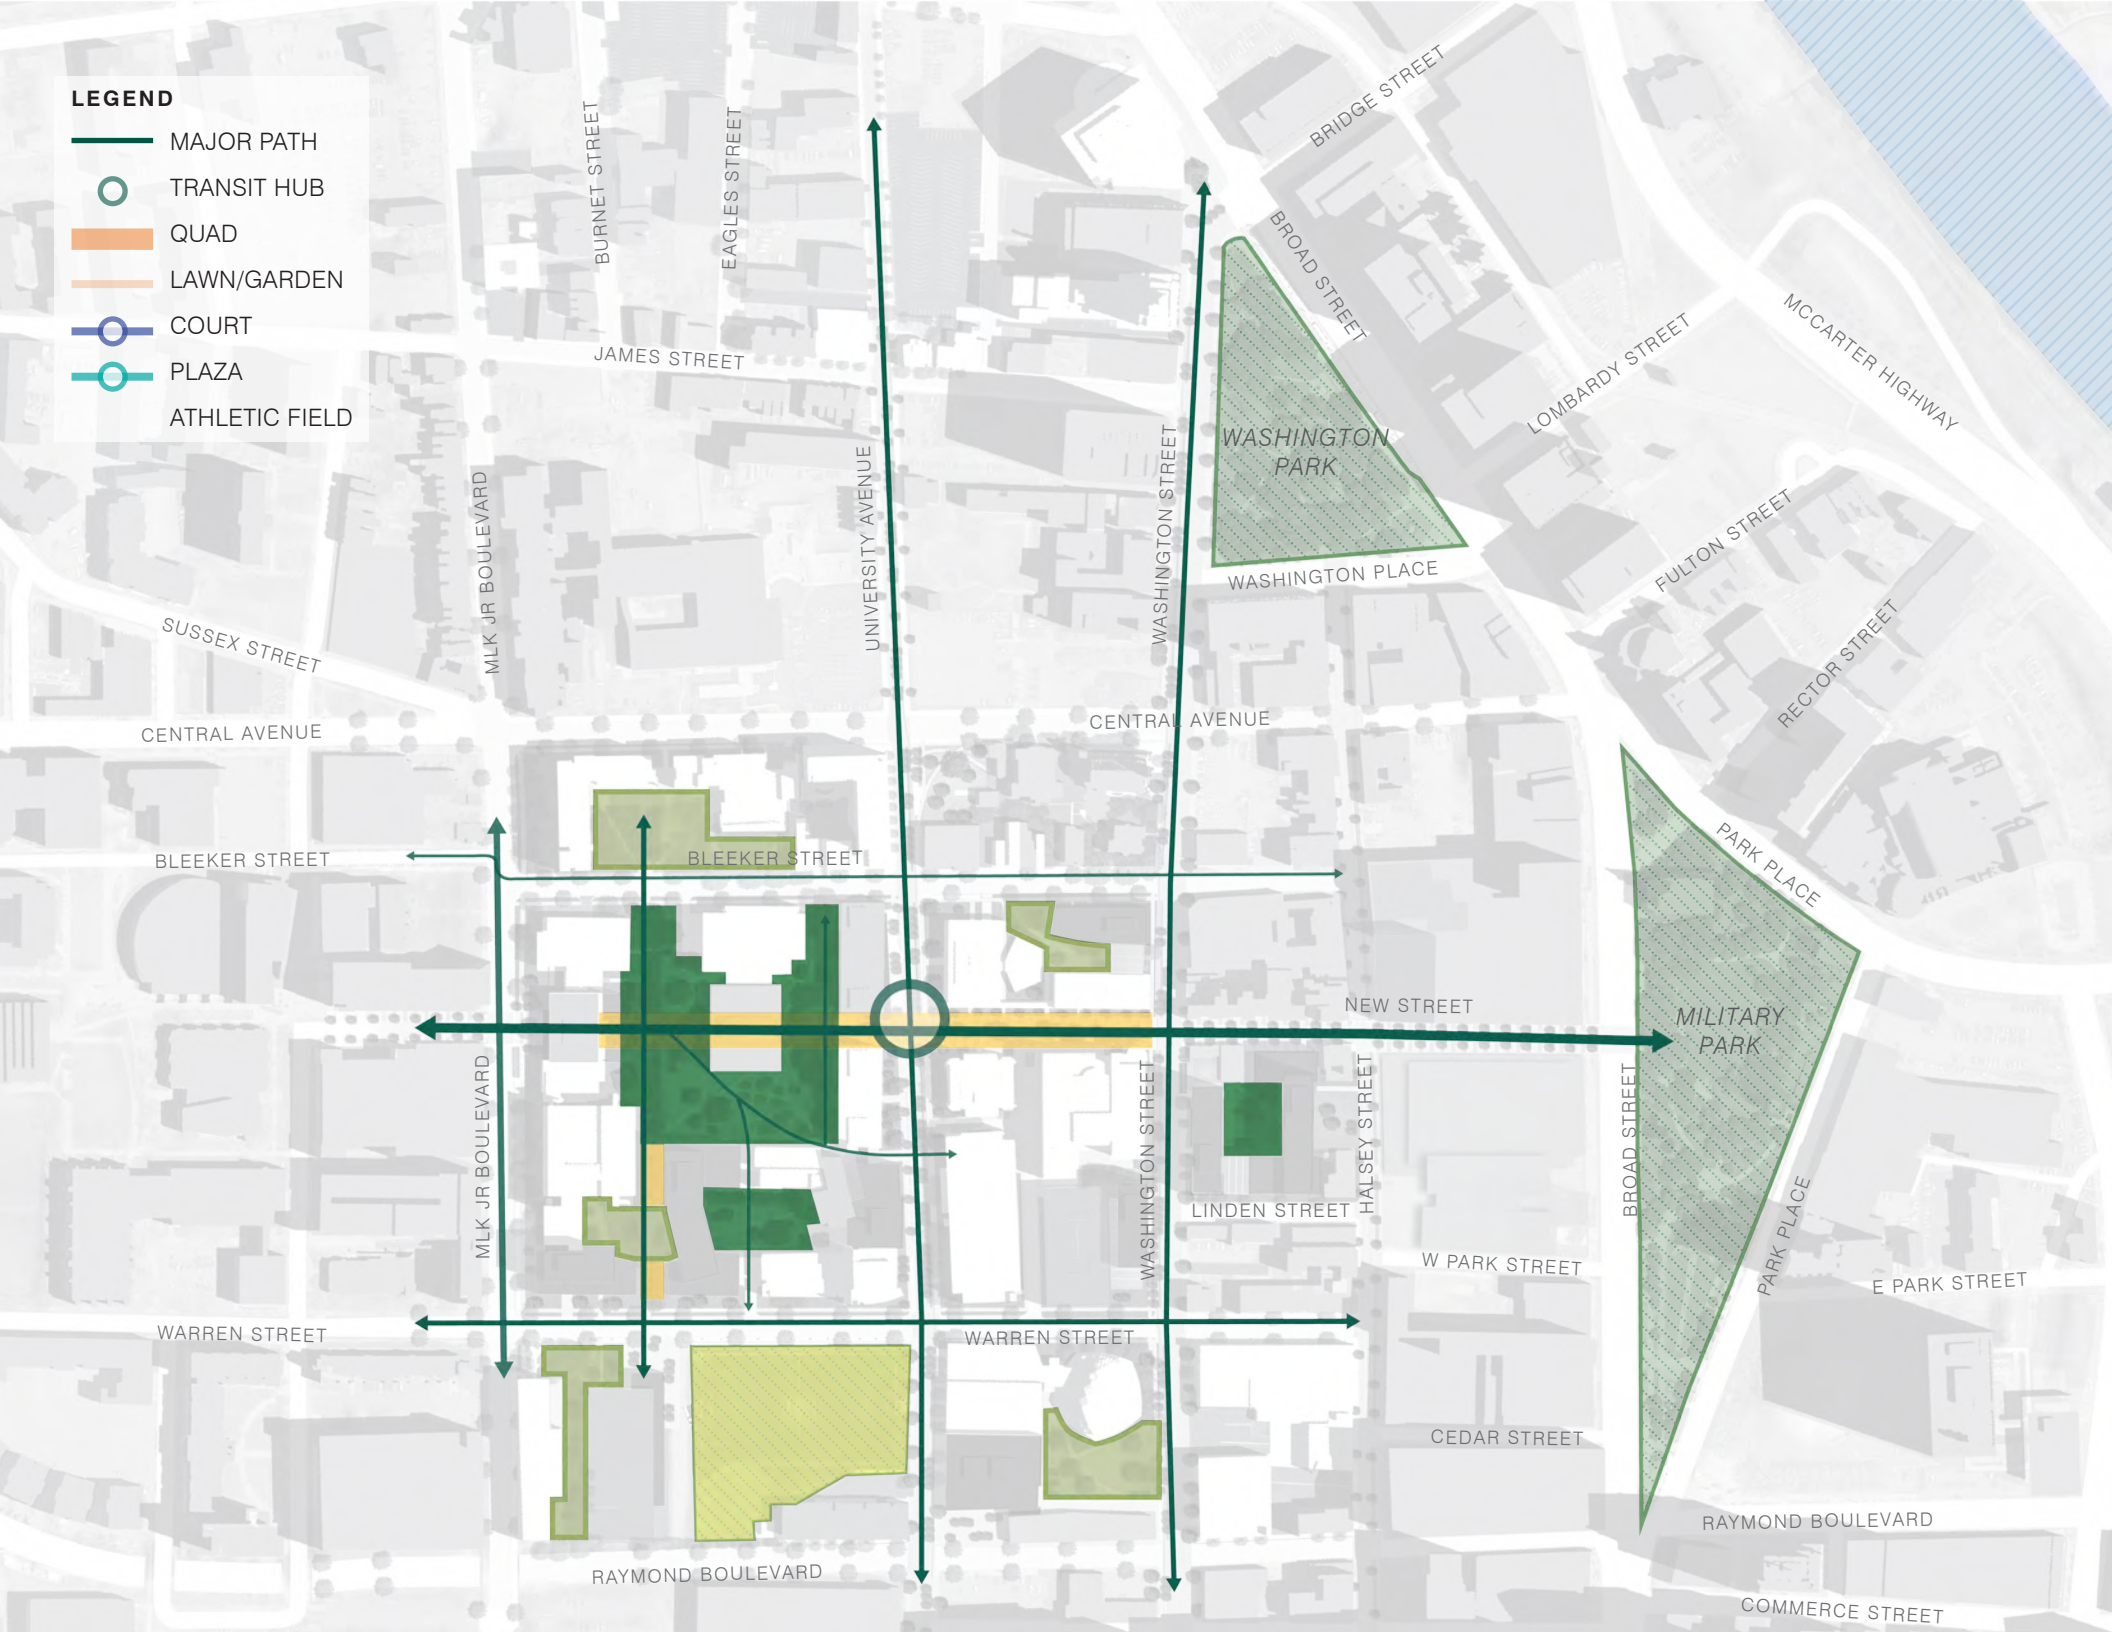 LEGEND
MAJOR PATH
TRANSIT HUB
QUAD
LAWN/GARDEN
COURT
PLAZA
ATHLETIC FIELD
BURNET STREET
EAGLES STREET
BRIDGE STREET
BROAD STREET
MCCARTER HIGHWAY
LOMBARDY STREET
JAMES STREET
UNIVERSITY AVENUE
WASHINGTON STREET
WASHINGTON
PARK
MLK JR BOULEVARD
FULTON STREET
WASHINGTON PLACE
SUSSEX STREET
RECTOR STREET
CENTRAL AVENUE
CENTRAL AVENUE
BLEEKER STREET
BLEEKER STREET
PARK PLACE
NEW STREET
MILITARY
PARK
MLK JR BOULEVARD
WASHINGTON STREET
HALSEY STREET
BROAD STREET
LINDEN STREET
PARK PLACE
W PARK STREET
E PARK STREET
WARREN STREET
WARREN STREET
CEDAR STREET
RAYMOND BOULEVARD
RAYMOND BOULEVARD
COMMERCE STREET